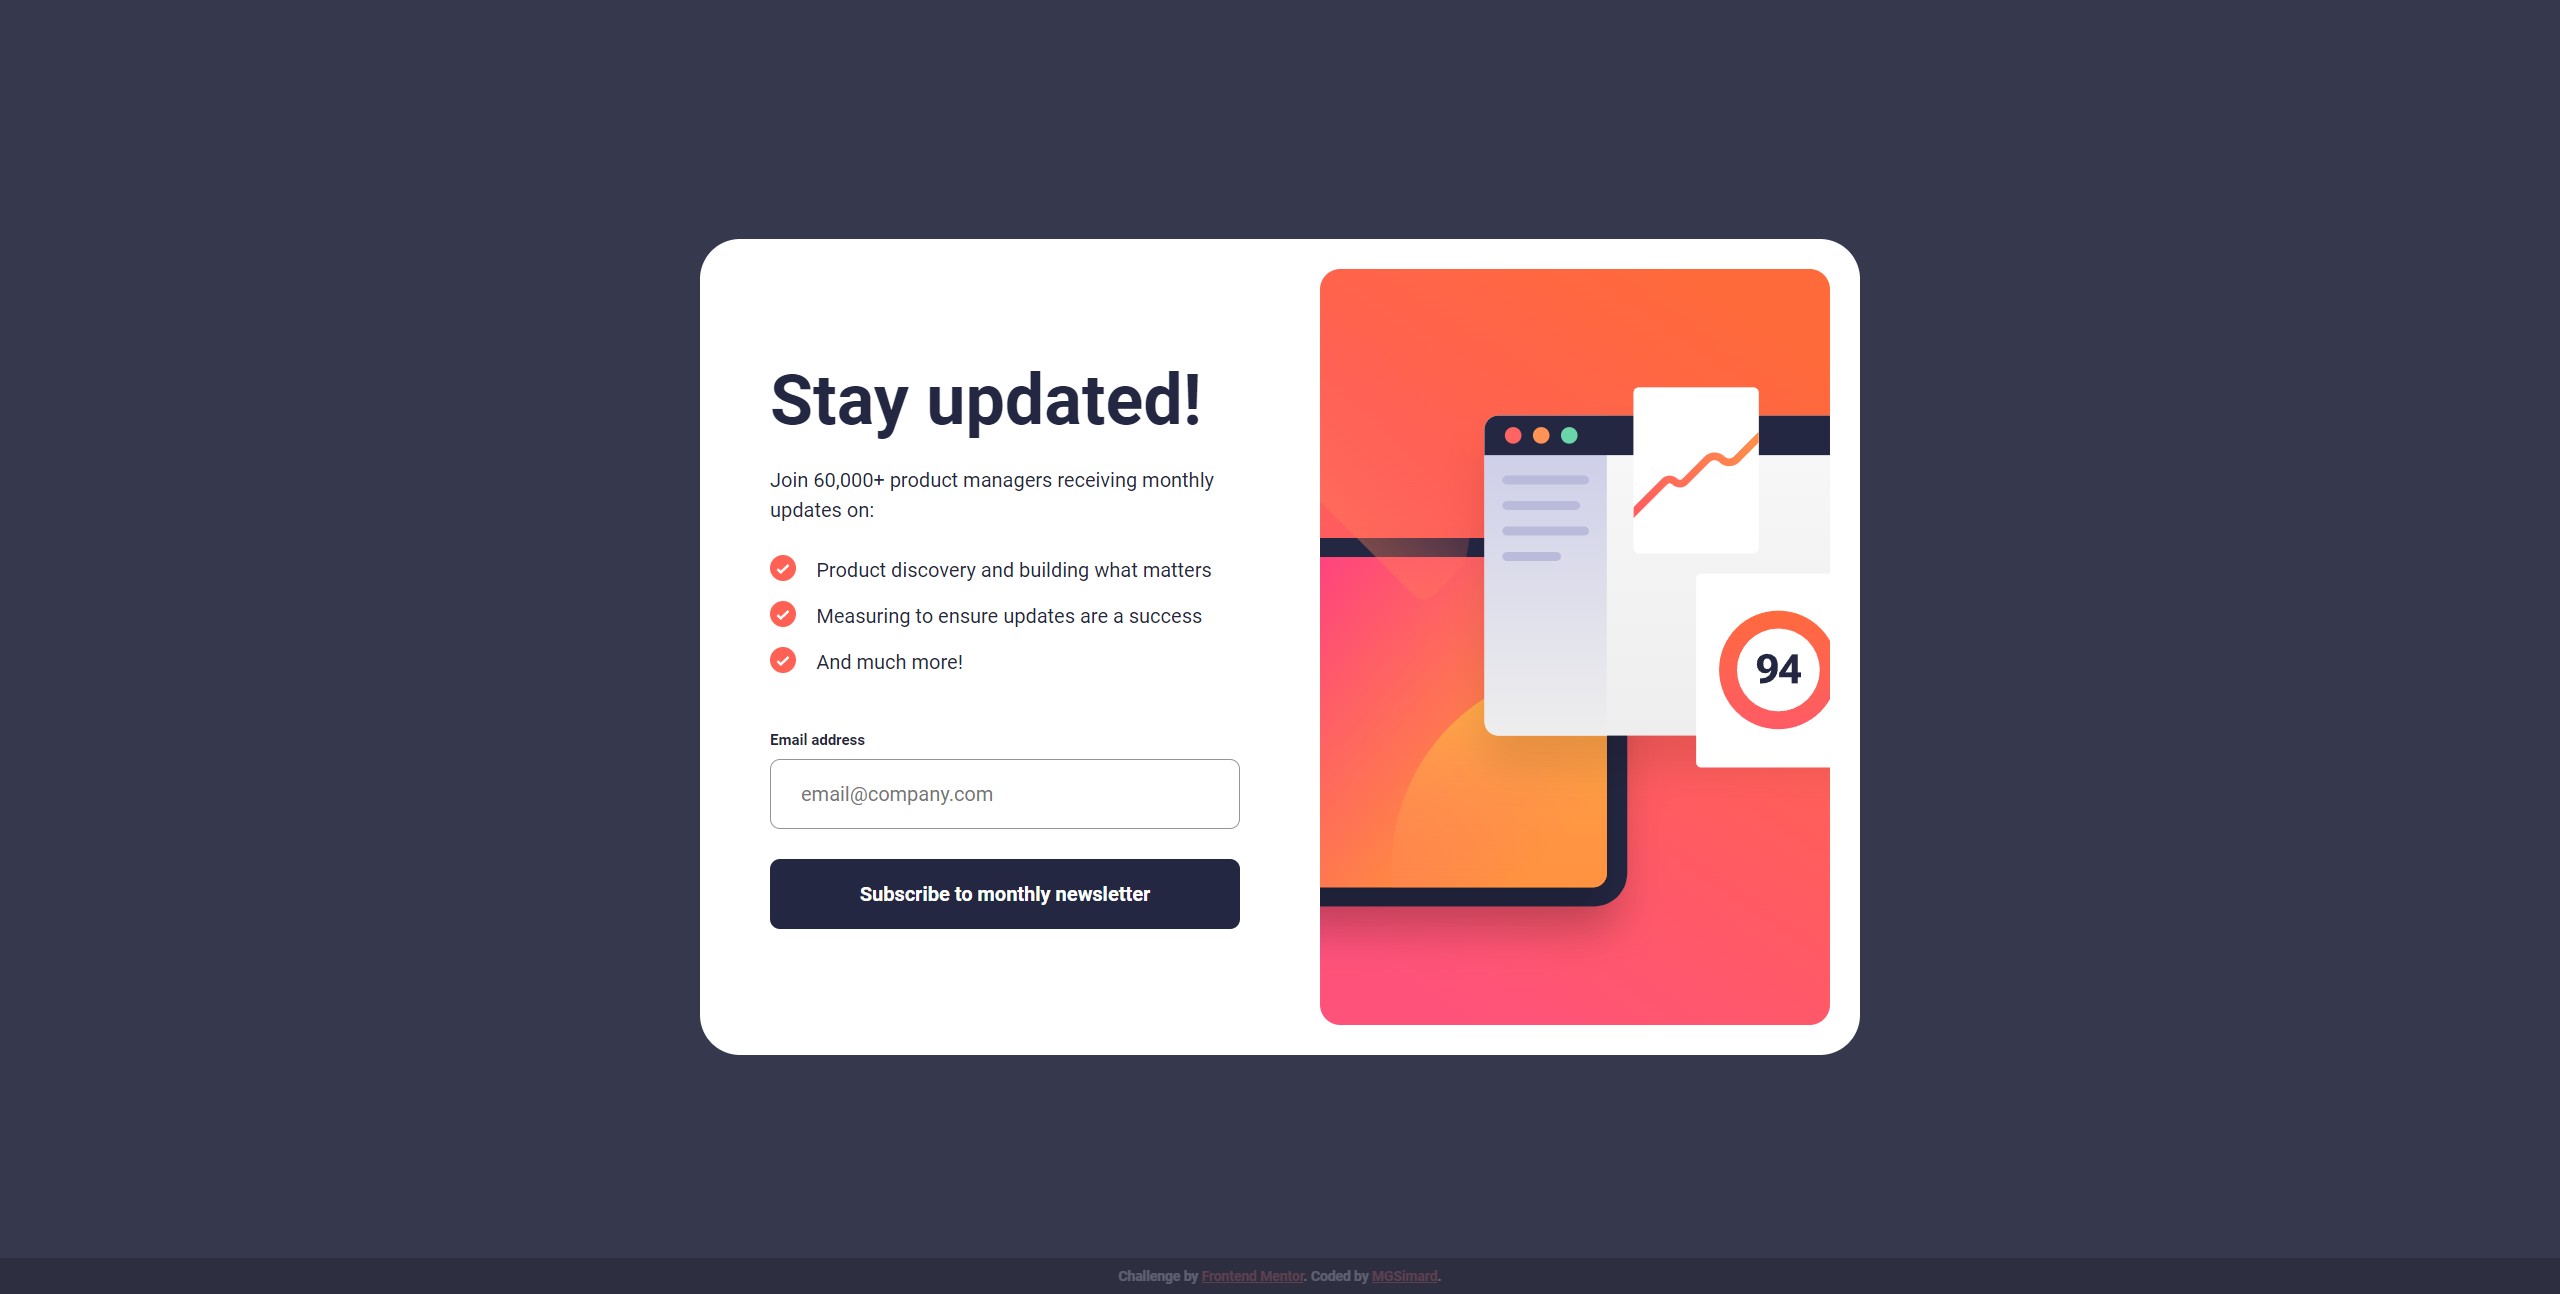 Stay updated!
Join 60,000+ product managers receiving monthly
updates on:
Product discovery and building what matters
Measuring to ensure updates are a success
And much more!
Email address
email@company.com
Subscribe to monthly newsletter
94
Challenge by Frontend Mentor. Coded by MGSimard.